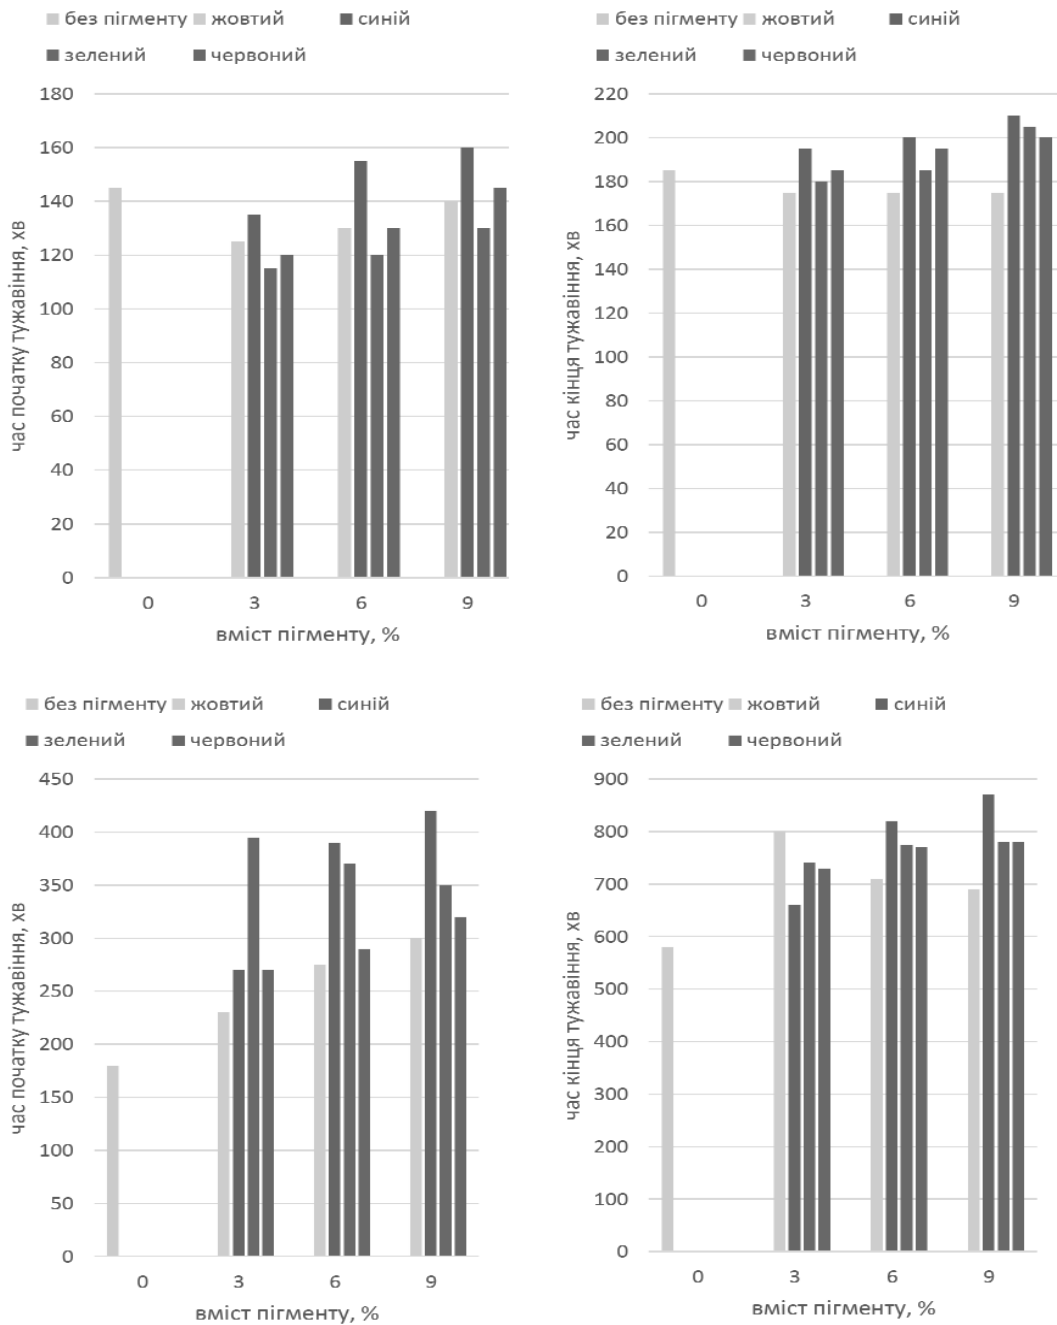 без пігменту жовтий синій
зелений червоний
180
160
140
120
100
80
60
40
20
0
час початку тужавіння, хв
0 3 6 9
вміст пігменту, %
без пігменту жовтий синій
зелений червоний
220
200
180
160
140
120
100
80
60
40
20
0
час кінця тужавіння, хв
0 3 6 9
вміст пігменту, %
без пігменту жовтий синій
зелений червоний
450
400
350
300
250
200
150
100
50
0
час початку тужавіння, хв
0 3 6 9
вміст пігменту, %
без пігменту жовтий синій
зелений червоний
900
800
700
600
500
400
300
200
100
0
час кінця тужавіння, хв
0 3 6 9
вміст пігменту, %